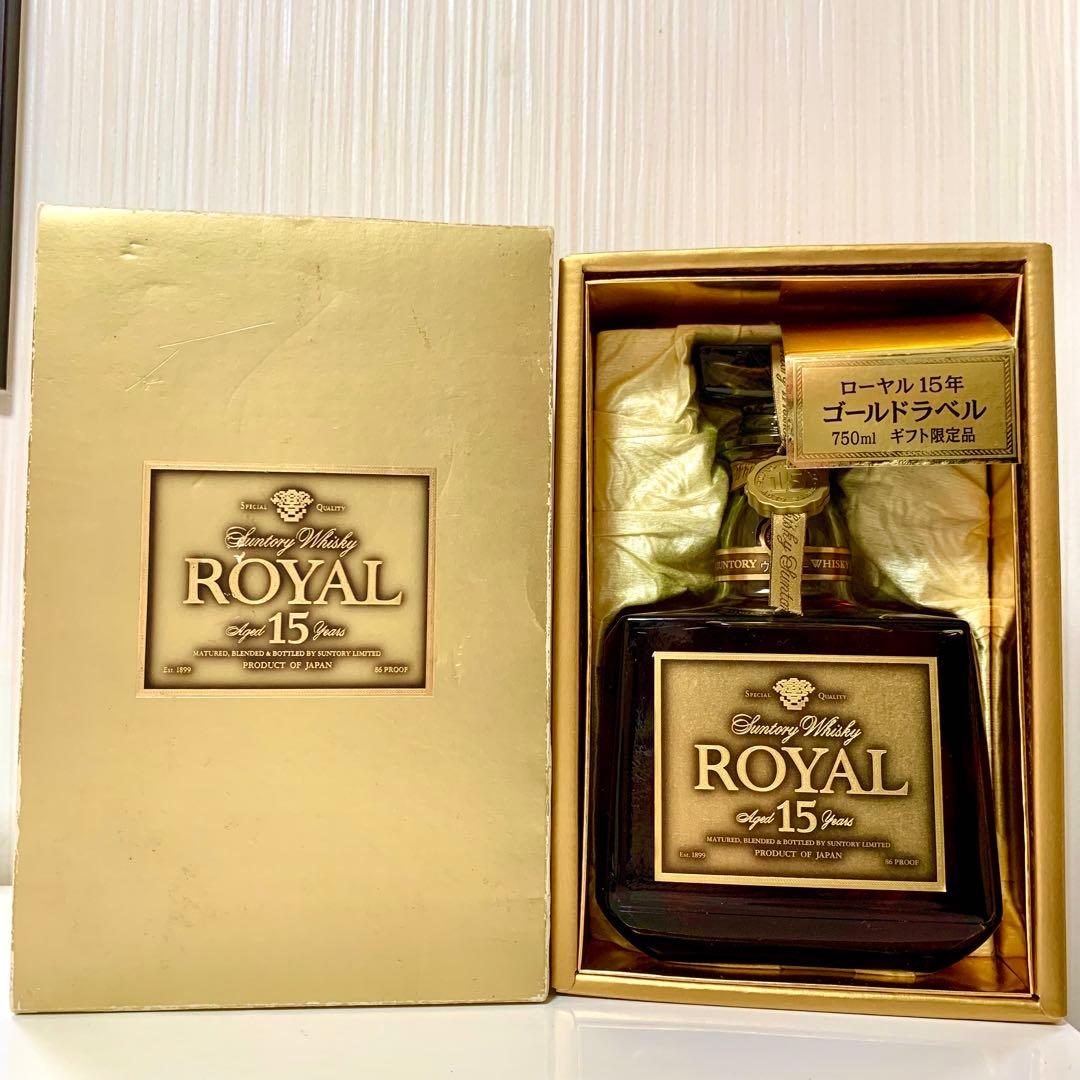 SPECIAL QUALITY
Suntory Whisky
ROYAL
Aged 15 Years
MATURED, BLENDED & BOTTLED BY SUNTORY LIMITED
PRODUCT OF JAPAN
Est. 1899 86 PROOF
ローヤル 15年
ゴールドラベル
750ml ギフト限定品
SUNTORY
WHISKY
SPECIAL QUALITY
Suntory Whisky
ROYAL
Aged 15 Years
MATURED, BLENDED & BOTTLED BY SUNTORY LIMITED
PRODUCT OF JAPAN
Est. 1899 86 PROOF